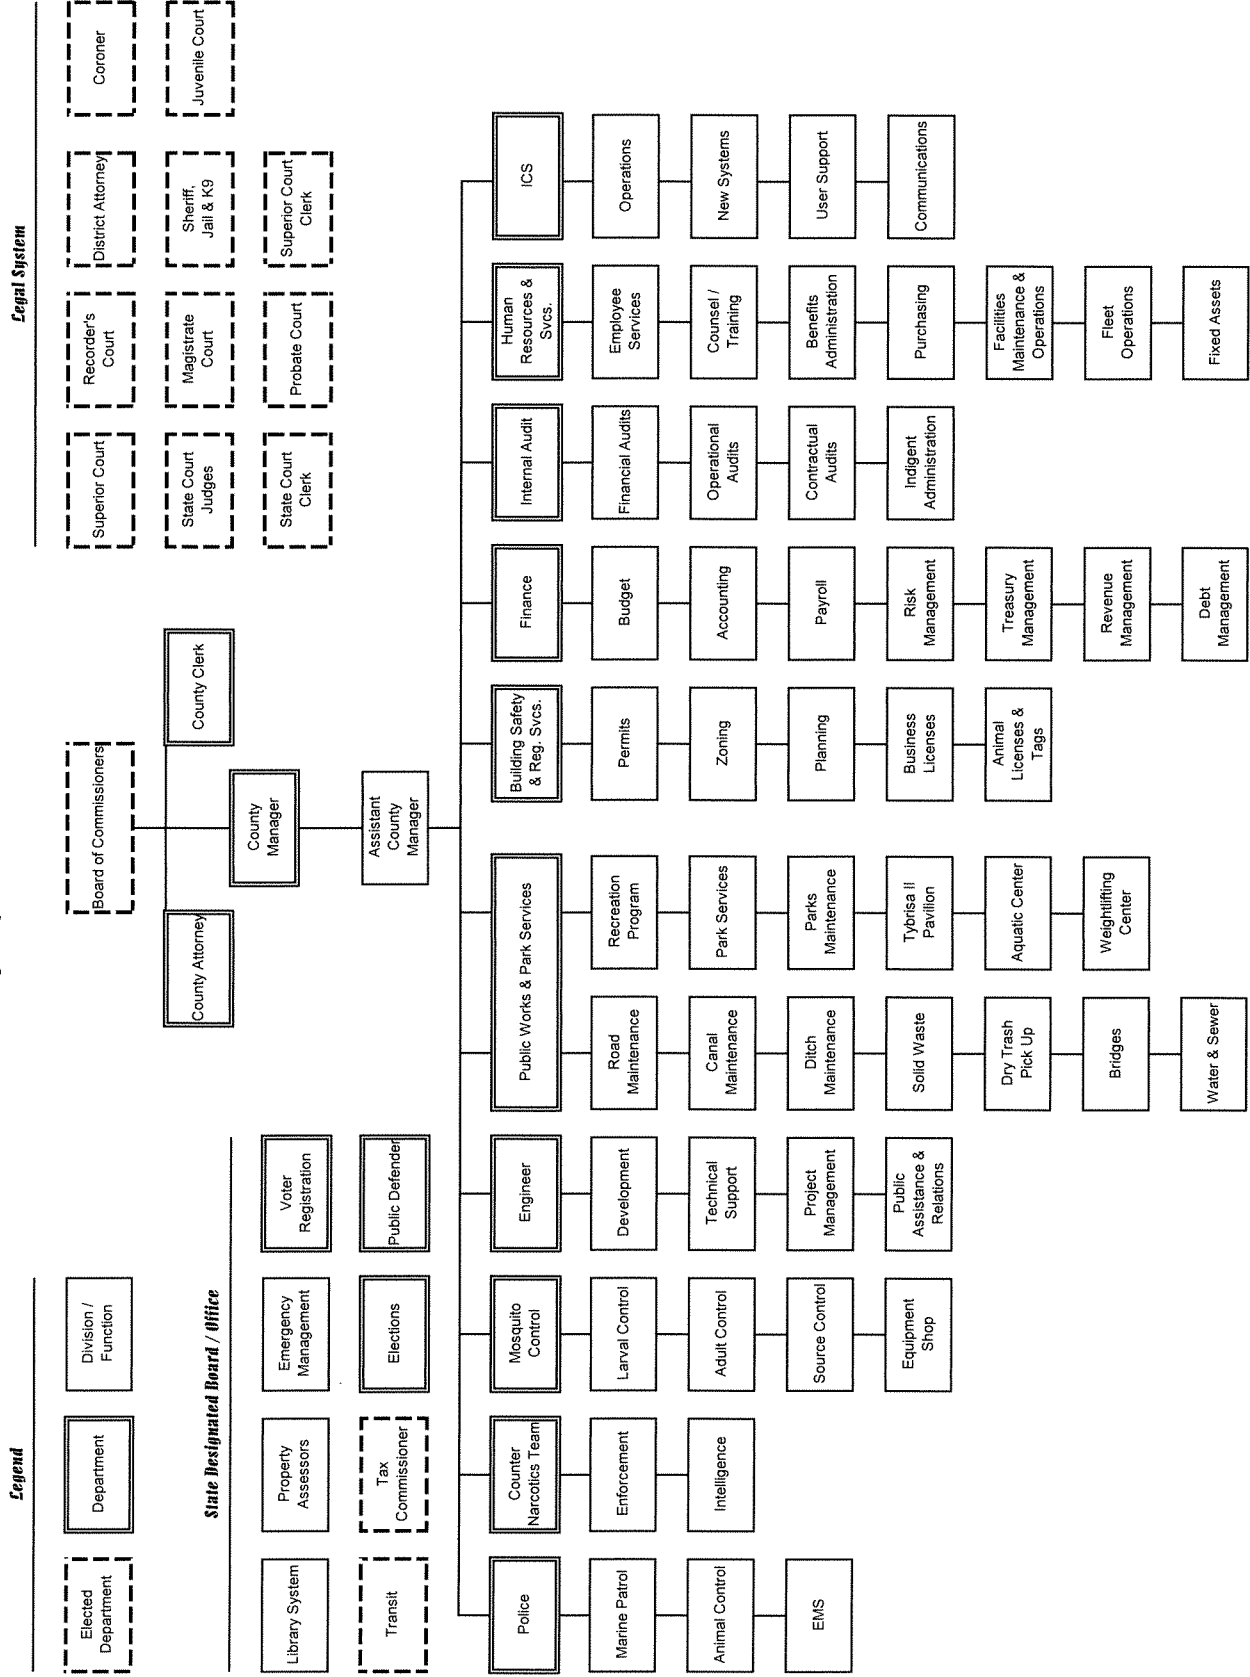 Legend
Elected
Department
Department
Division /
Function
State Designated Board / Office
Library System
Property
Assessors
Emergency
Management
Voter
Registration
Transit
Tax
Commissioner
Elections
Public Defender
Board of Commissioners
County Attorney
County Clerk
County
Manager
Assistant
County
Manager
Legal System
Superior Court
Recorder's
Court
District Attorney
Coroner
State Court
Judges
Magistrate
Court
Sheriff,
Jail & K9
Juvenile Court
State Court
Clerk
Probate Court
Superior Court
Clerk
Police
Marine Patrol
Animal Control
EMS
Counter
Narcotics Team
Enforcement
Intelligence
Mosquito
Control
Larval Control
Adult Control
Source Control
Equipment
Shop
Engineer
Development
Technical
Support
Project
Management
Public
Assistance &
Relations
Public Works & Park Services
Road
Maintenance
Canal
Maintenance
Ditch
Maintenance
Solid Waste
Dry Trash
Pick Up
Bridges
Water & Sewer
Recreation
Program
Park Services
Parks
Maintenance
Tybrisa II
Pavilion
Aquatic Center
Weightlifting
Center
Building Safety
& Reg. Svcs.
Permits
Zoning
Planning
Business
Licenses
Animal
Licenses &
Tags
Finance
Budget
Accounting
Payroll
Risk
Management
Treasury
Management
Revenue
Management
Debt
Management
Internal Audit
Financial Audits
Operational
Audits
Contractual
Audits
Indigent
Administration
Human
Resources &
Svcs.
Employee
Services
Counsel /
Training
Benefits
Administration
Purchasing
Facilities
Maintenance &
Operations
Fleet
Operations
Fixed Assets
ICS
Operations
New Systems
User Support
Communications